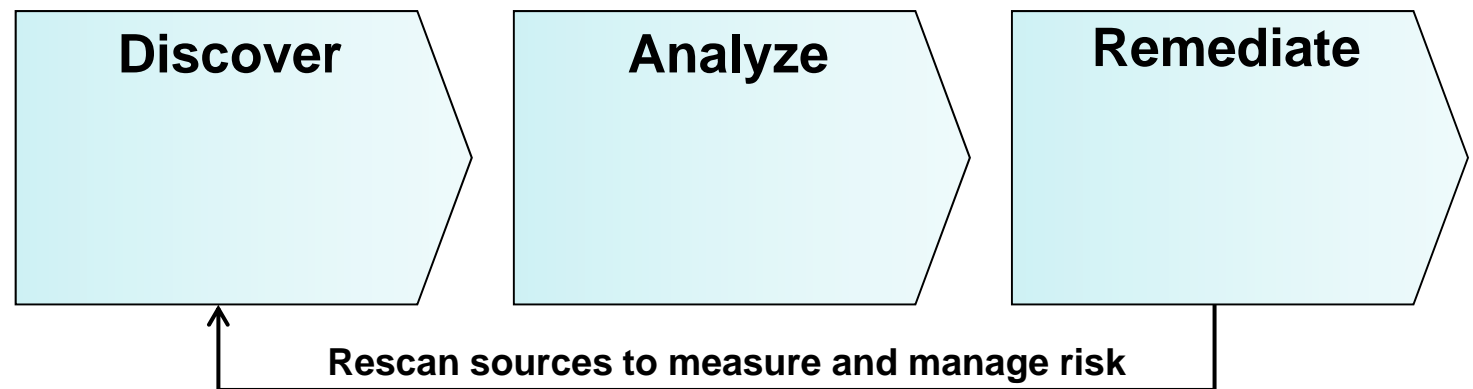 Discover
Analyze
Remediate
Rescan sources to measure and manage risk